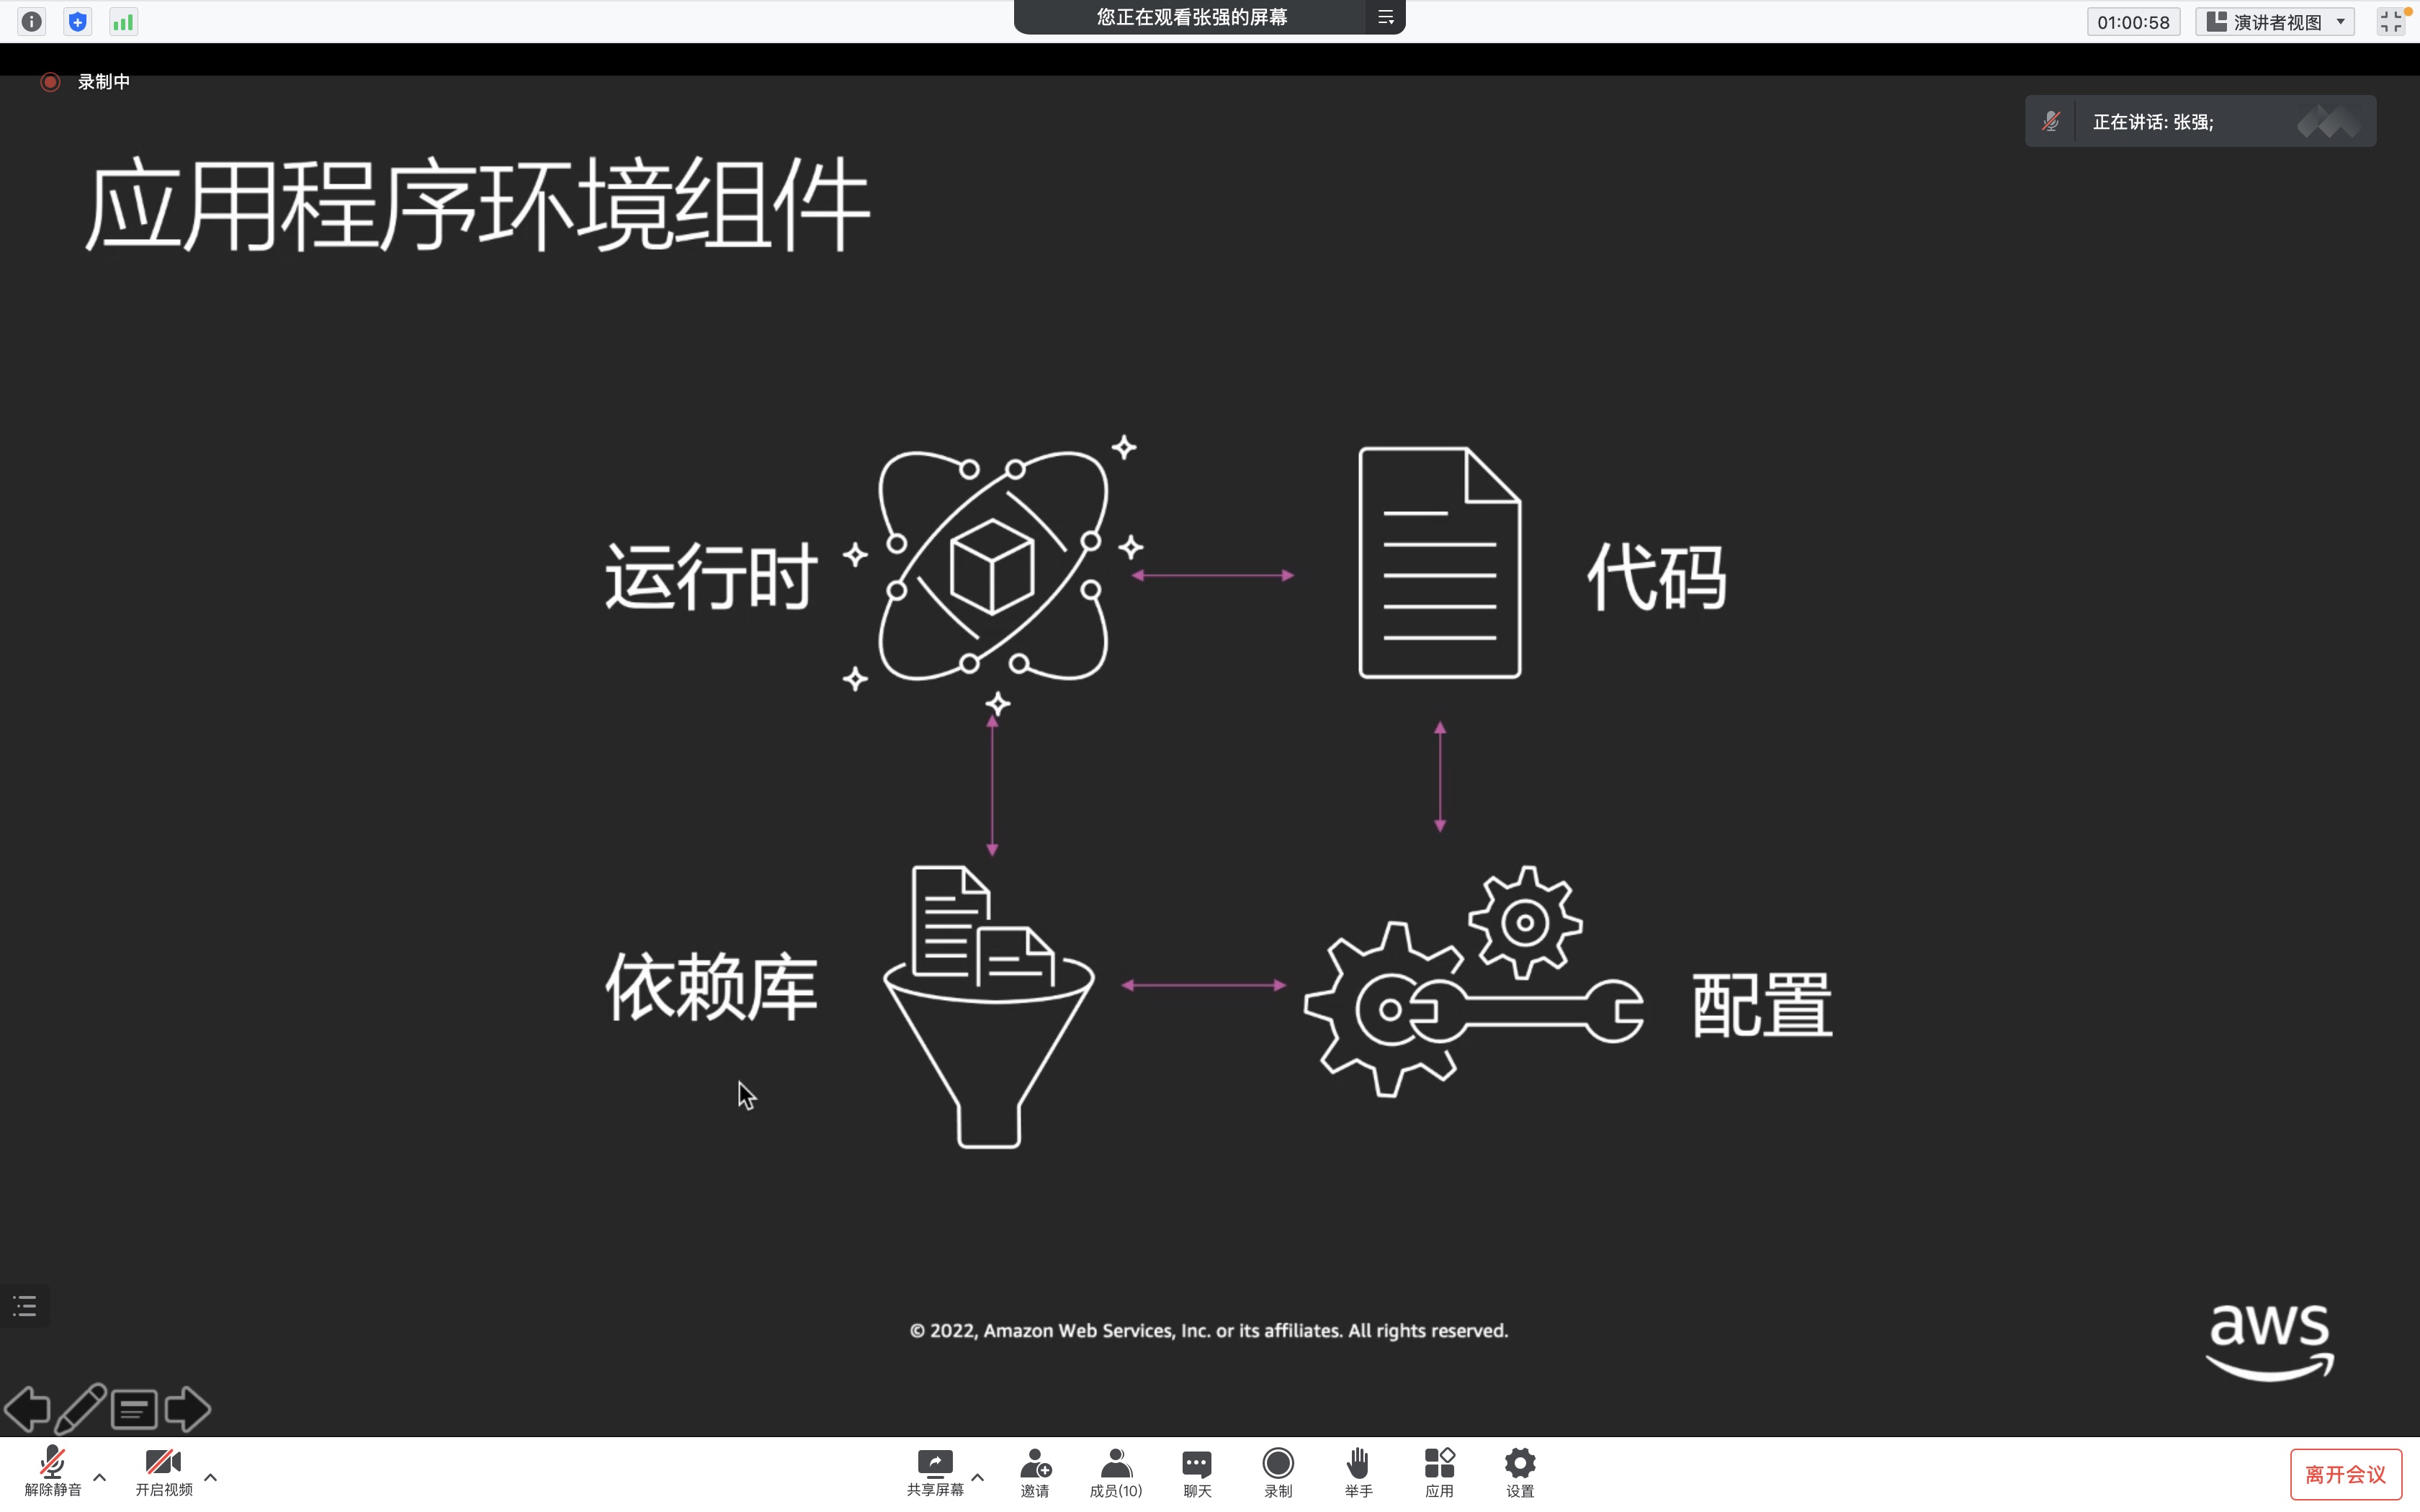 您正在观看张强的屏幕
01:00:58
演讲者视图
录制中
正在讲话: 张强;
应用程序环境组件
运行时
代码
依赖库
配置
© 2022, Amazon Web Services, Inc. or its affiliates. All rights reserved.
aws
解除静音
开启视频
共享屏幕
邀请
成员(10)
聊天
录制
举手
应用
设置
离开会议